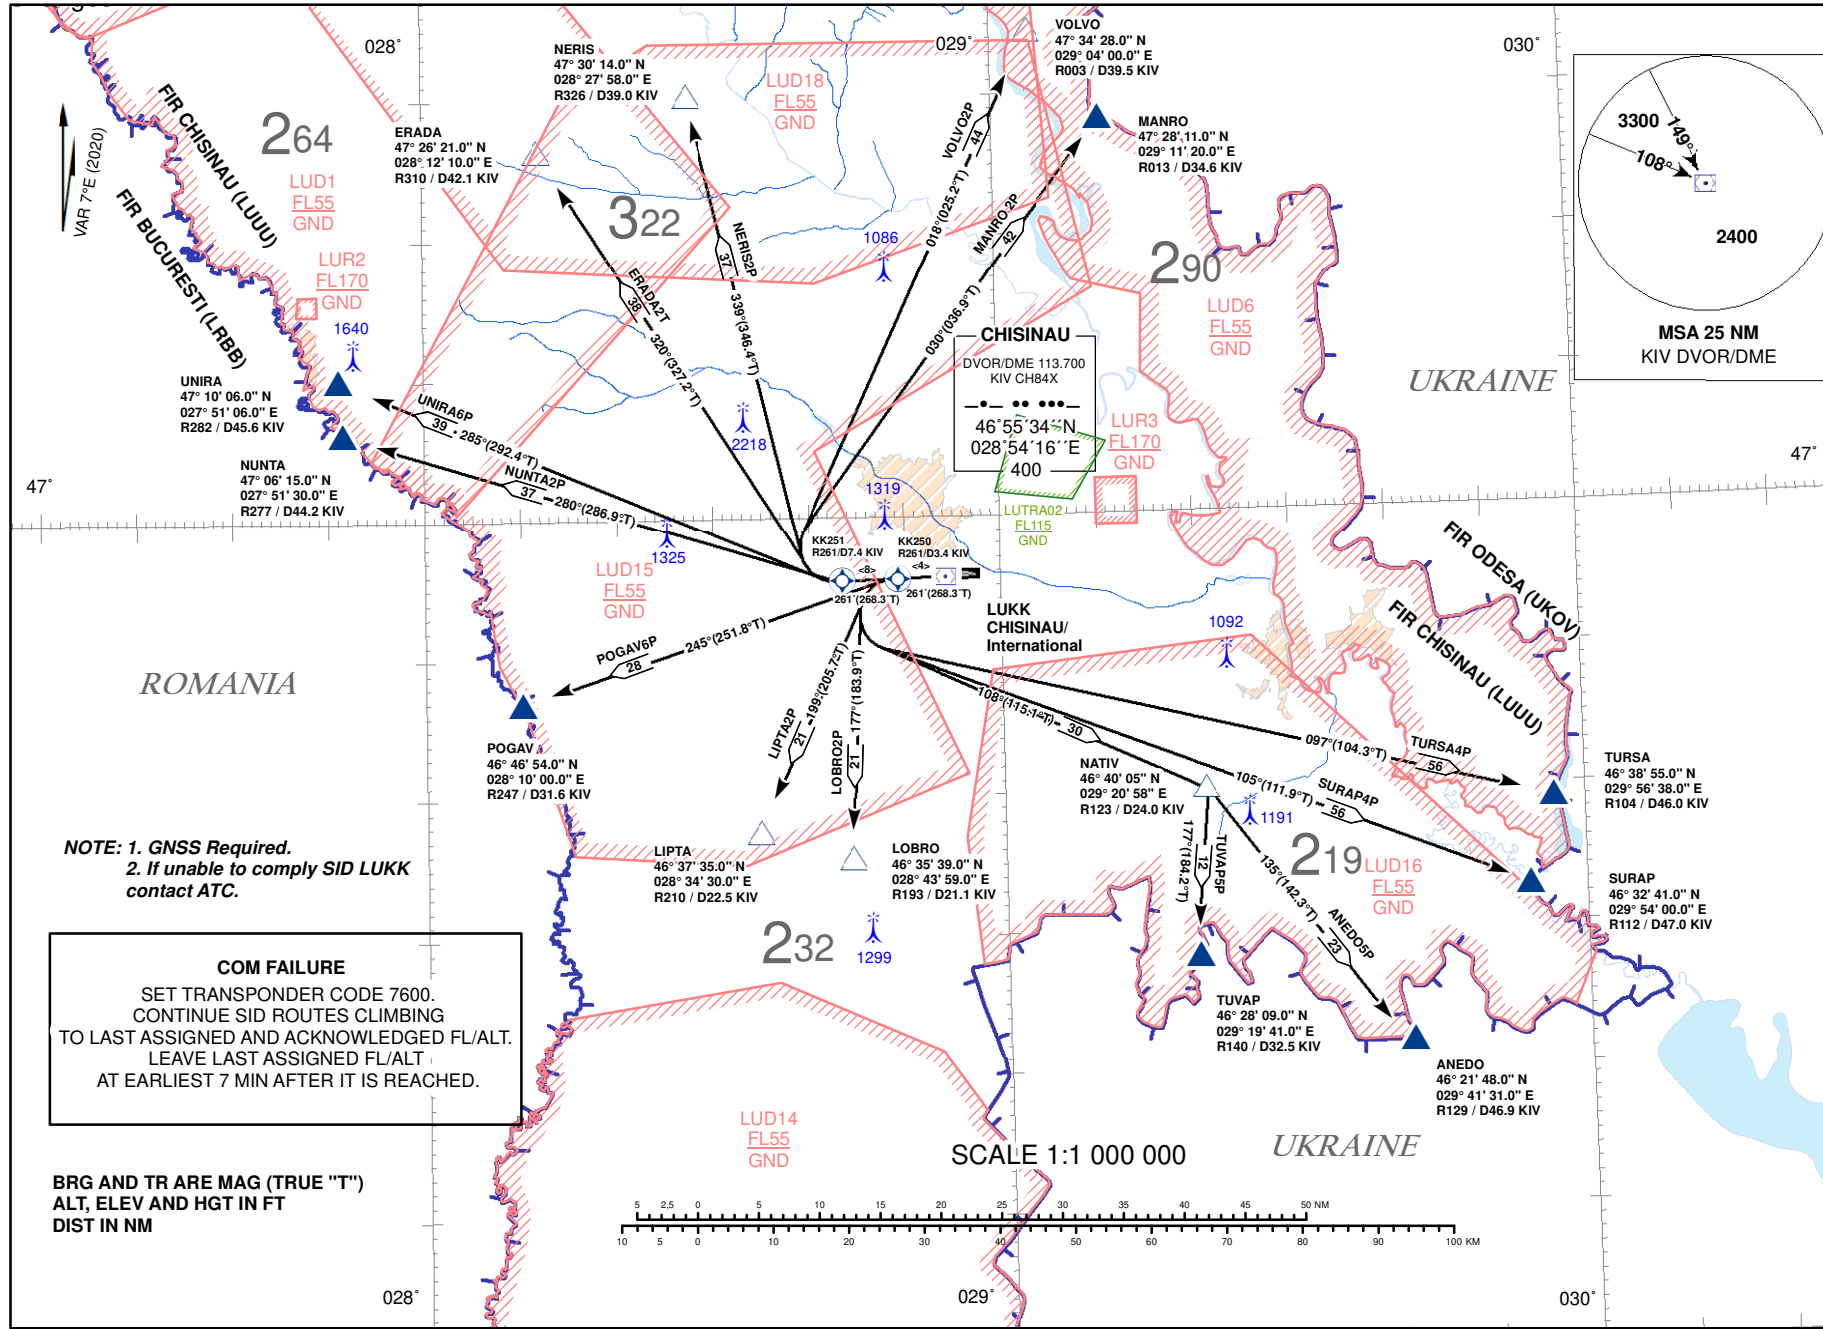 028°
029°
030°
NERIS
47° 30' 14.0" N
028° 27' 58.0" E
R326 / D39.0 KIV
VOLVO
47° 34' 28.0" N
029° 04' 00.0" E
R003 / D39.5 KIV
ERADA
47° 26' 21.0" N
028° 12' 10.0" E
R310 / D42.1 KIV
MANRO
47° 28' 11.0" N
029° 11' 20.0" E
R013 / D34.6 KIV
LUD18
FL55
GND
3300
149°
108°
2400
MSA 25 NM
KIV DVOR/DME
VAR 7°E (2020)
FIR CHISINAU (LUUU)
FIR BUCURESTI (LRBB)
264
LUD1
FL55
GND
LUR2
FL170
GND
1640
322
1086
290
LUD6
FL55
GND
UKRAINE
VOLVO2P
44
018°(025.2°T)
MANRO 2P
42
030°(036.9°T)
NERIS2P
37
339°(346.4°T)
ERADA2T
38
320°(327.2°T)
CHISINAU
DVOR/DME 113.700
KIV CH84X
46°55´34´´N
028°54´16´´E
400
LUR3
FL170
GND
LUTRA02
FL115
GND
UNIRA
47° 10' 06.0" N
027° 51' 06.0" E
R282 / D45.6 KIV
UNIRA6P
39
285°(292.4°T)
NUNTA2P
37
280°(286.9°T)
NUNTA
47° 06' 15.0" N
027° 51' 30.0" E
R277 / D44.2 KIV
2218
1319
1325
47°
47°
KK251
R261/D7.4 KIV
KK250
R261/D3.4 KIV
<8>
<4>
261°(268.3°T)
261°(268.3°T)
LUKK
CHISINAU/
International
LUD15
FL55
GND
1092
FIR ODESA (UKOV)
FIR CHISINAU (LUUU)
ROMANIA
POGAV6P
28
245°(251.8°T)
LIPTA2P
21
199°(205.7°T)
LOBRO2P
21
177°(183.9°T)
108°(115.1°T)
30
097°(104.3°T)
TURSA4P
56
105°(111.9°T)
SURAP4P
56
POGAV
46° 46' 54.0" N
028° 10' 00.0" E
R247 / D31.6 KIV
NATIV
46° 40' 05" N
029° 20' 58" E
R123 / D24.0 KIV
TURSA
46° 38' 55.0" N
029° 56' 38.0" E
R104 / D46.0 KIV
1191
219
LUD16
FL55
GND
TUVAP5P
12
177°(184.2°T)
135°(142.3°T)
ANEDO5P
23
LIPTA
46° 37' 35.0" N
028° 34' 30.0" E
R210 / D22.5 KIV
LOBRO
46° 35' 39.0" N
028° 43' 59.0" E
R193 / D21.1 KIV
SURAP
46° 32' 41.0" N
029° 54' 00.0" E
R112 / D47.0 KIV
NOTE: 1. GNSS Required.
2. If unable to comply SID LUKK
contact ATC.
232
1299
COM FAILURE
SET TRANSPONDER CODE 7600.
CONTINUE SID ROUTES CLIMBING
TO LAST ASSIGNED AND ACKNOWLEDGED FL/ALT.
LEAVE LAST ASSIGNED FL/ALT
AT EARLIEST 7 MIN AFTER IT IS REACHED.
TUVAP
46° 28' 09.0" N
029° 19' 41.0" E
R140 / D32.5 KIV
ANEDO
46° 21' 48.0" N
029° 41' 31.0" E
R129 / D46.9 KIV
LUD14
FL55
GND
UKRAINE
SCALE 1:1 000 000
BRG AND TR ARE MAG (TRUE "T")
ALT, ELEV AND HGT IN FT
DIST IN NM
5 2,5 0 5 10 15 20 25 30 35 40 45 50 NM
10 5 0 10 20 30 40 50 60 70 80 90 100 KM
028°
029°
030°